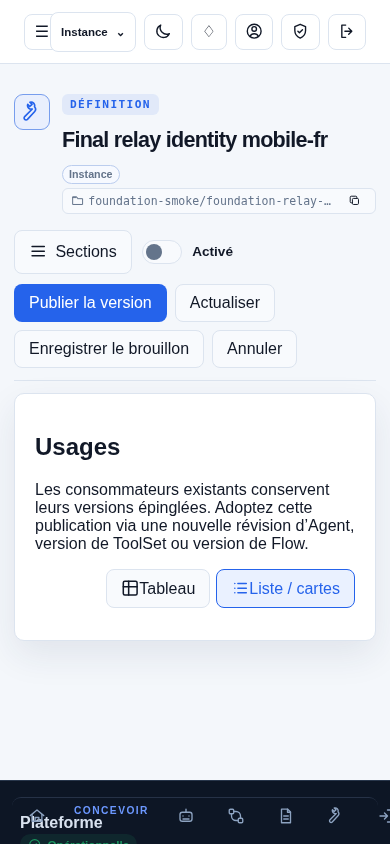 Instance
DÉFINITION
Final relay identity mobile-fr
Instance
foundation-smoke/foundation-relay-…
Sections
Activé
Publier la version
Actualiser
Enregistrer le brouillon
Annuler
Usages
Les consommateurs existants conservent
leurs versions épinglées. Adoptez cette
publication via une nouvelle révision d’Agent,
version de ToolSet ou version de Flow.
Tableau
Liste / cartes
CONCEVOIR
Plateforme
Opérationnelle